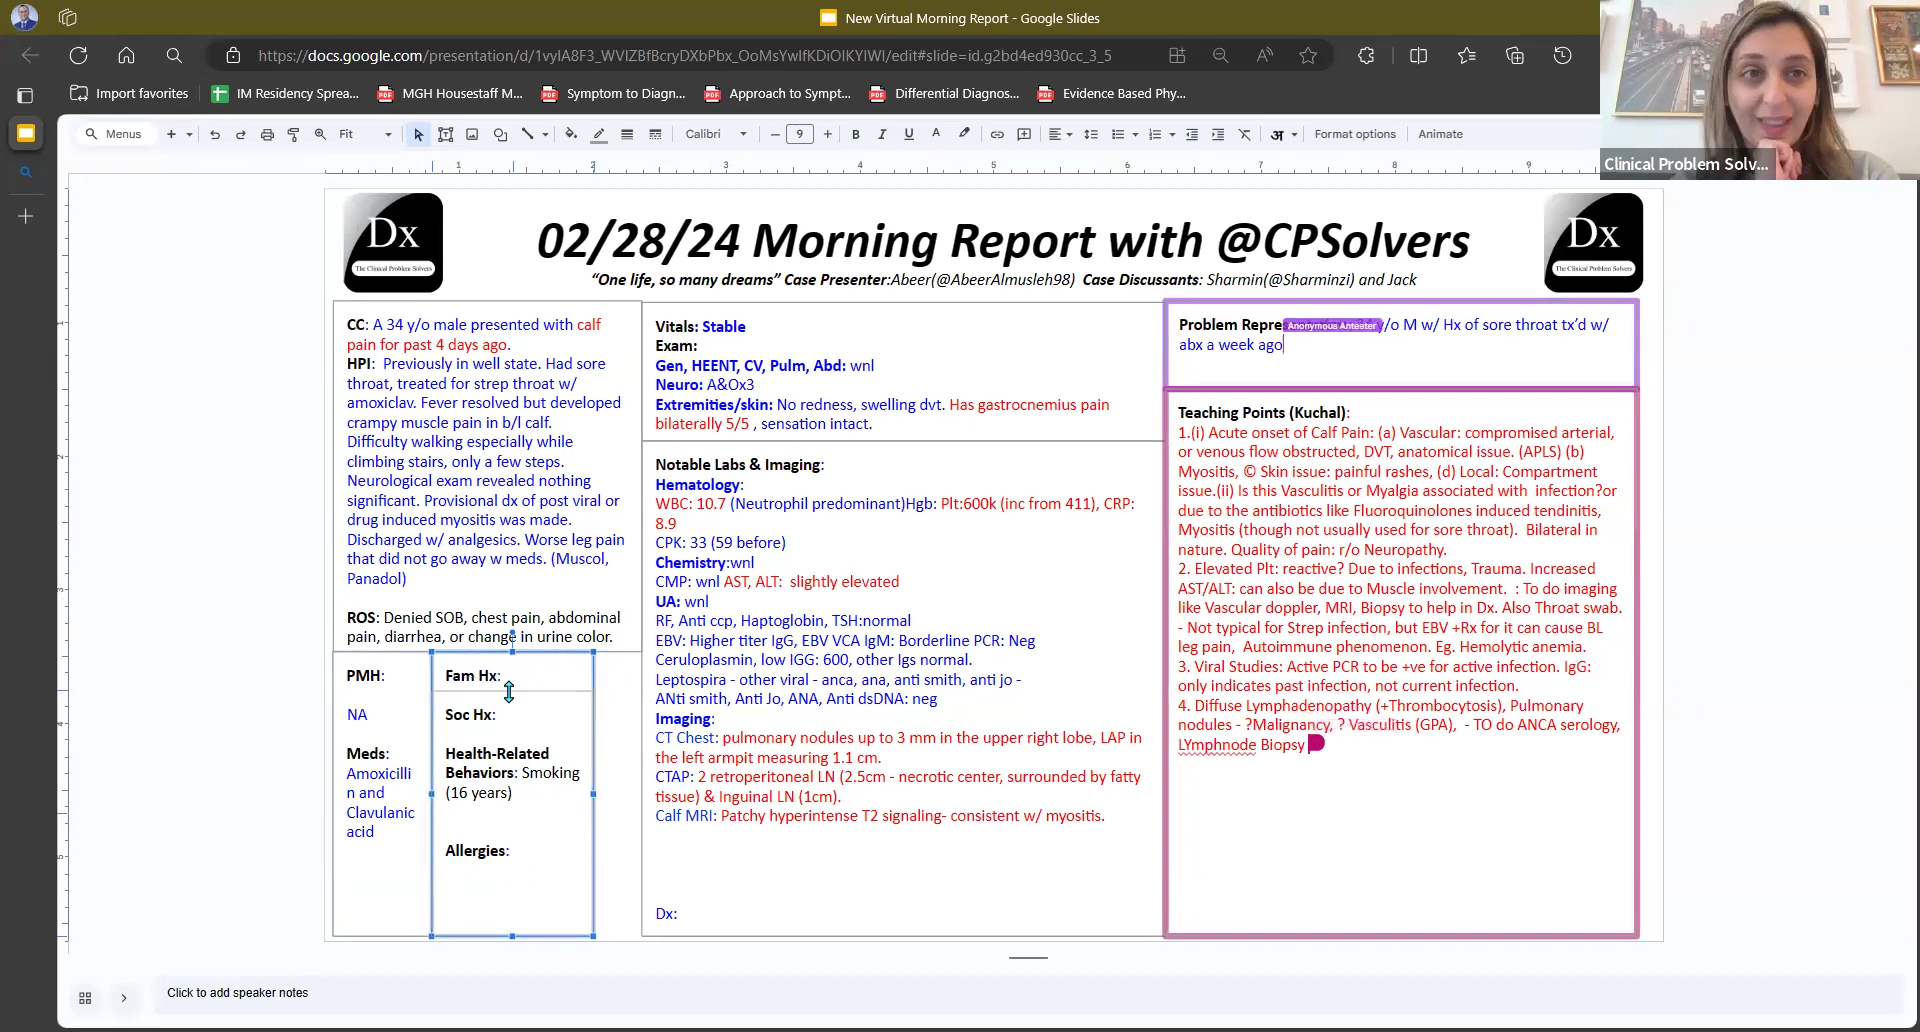 New Virtual Morning Report - Google Slides
https://docs.google.com/presentation/d/1vyIA8F3_WVIZBfBcryDXbPbx_OoMsYwIfKDiOIKYIWI/edit#slide=id.g2bd4ed930cc_3_5
Import favorites
IM Residency Sprea...
MGH Housestaff M...
Symptom to Diagn...
Approach to Sympt...
Differential Diagnos...
Evidence Based Phy...
Clinical Problem Solv...
Menus
Fit
Calibri
9
Format options
Animate
1 2 3 4 5 6 7 8 9
Dx
The Clinical Problem Solvers
02/28/24 Morning Report with @CPSolvers
“One life, so many dreams” Case Presenter:Abeer(@AbeerAlmusleh98) Case Discussants: Sharmin(@Sharminzi) and Jack
Dx
The Clinical Problem Solvers
CC: A 34 y/o male presented with calf
pain for past 4 days ago.
HPI: Previously in well state. Had sore
throat, treated for strep throat w/
amoxiclav. Fever resolved but developed
crampy muscle pain in b/l calf.
Difficulty walking especially while
climbing stairs, only a few steps.
Neurological exam revealed nothing
significant. Provisional dx of post viral or
drug induced myositis was made.
Discharged w/ analgesics. Worse leg pain
that did not go away w meds. (Muscol,
Panadol)
ROS: Denied SOB, chest pain, abdominal
pain, diarrhea, or change in urine color.
PMH:
NA
Meds:
Amoxicilli
n and
Clavulanic
acid
Fam Hx:
Soc Hx:
Health-Related
Behaviors: Smoking
(16 years)
Allergies:
Vitals: Stable
Exam:
Gen, HEENT, CV, Pulm, Abd: wnl
Neuro: A&Ox3
Extremities/skin: No redness, swelling dvt. Has gastrocnemius pain
bilaterally 5/5 , sensation intact.
Notable Labs & Imaging:
Hematology:
WBC: 10.7 (Neutrophil predominant)Hgb: Plt:600k (inc from 411), CRP:
8.9
CPK: 33 (59 before)
Chemistry:wnl
CMP: wnl AST, ALT: slightly elevated
UA: wnl
RF, Anti ccp, Haptoglobin, TSH:normal
EBV: Higher titer IgG, EBV VCA IgM: Borderline PCR: Neg
Ceruloplasmin, low IGG: 600, other Igs normal.
Leptospira - other viral - anca, ana, anti smith, anti jo -
ANti smith, Anti Jo, ANA, Anti dsDNA: neg
Imaging:
CT Chest: pulmonary nodules up to 3 mm in the upper right lobe, LAP in
the left armpit measuring 1.1 cm.
CTAP: 2 retroperitoneal LN (2.5cm - necrotic center, surrounded by fatty
tissue) & Inguinal LN (1cm).
Calf MRI: Patchy hyperintense T2 signaling- consistent w/ myositis.
Dx:
Problem Repres Anonymous Anteater y/o M w/ Hx of sore throat tx’d w/
abx a week ago
Teaching Points (Kuchal):
1.(i) Acute onset of Calf Pain: (a) Vascular: compromised arterial,
or venous flow obstructed, DVT, anatomical issue. (APLS) (b)
Myositis, © Skin issue: painful rashes, (d) Local: Compartment
issue.(ii) Is this Vasculitis or Myalgia associated with infection?or
due to the antibiotics like Fluoroquinolones induced tendinitis,
Myositis (though not usually used for sore throat). Bilateral in
nature. Quality of pain: r/o Neuropathy.
2. Elevated Plt: reactive? Due to infections, Trauma. Increased
AST/ALT: can also be due to Muscle involvement. : To do imaging
like Vascular doppler, MRI, Biopsy to help in Dx. Also Throat swab.
- Not typical for Strep infection, but EBV +Rx for it can cause BL
leg pain, Autoimmune phenomenon. Eg. Hemolytic anemia.
3. Viral Studies: Active PCR to be +ve for active infection. IgG:
only indicates past infection, not current infection.
4. Diffuse Lymphadenopathy (+Thrombocytosis), Pulmonary
nodules - ?Malignancy, ? Vasculitis (GPA), - TO do ANCA serology,
LYmphnode Biopsy
Click to add speaker notes